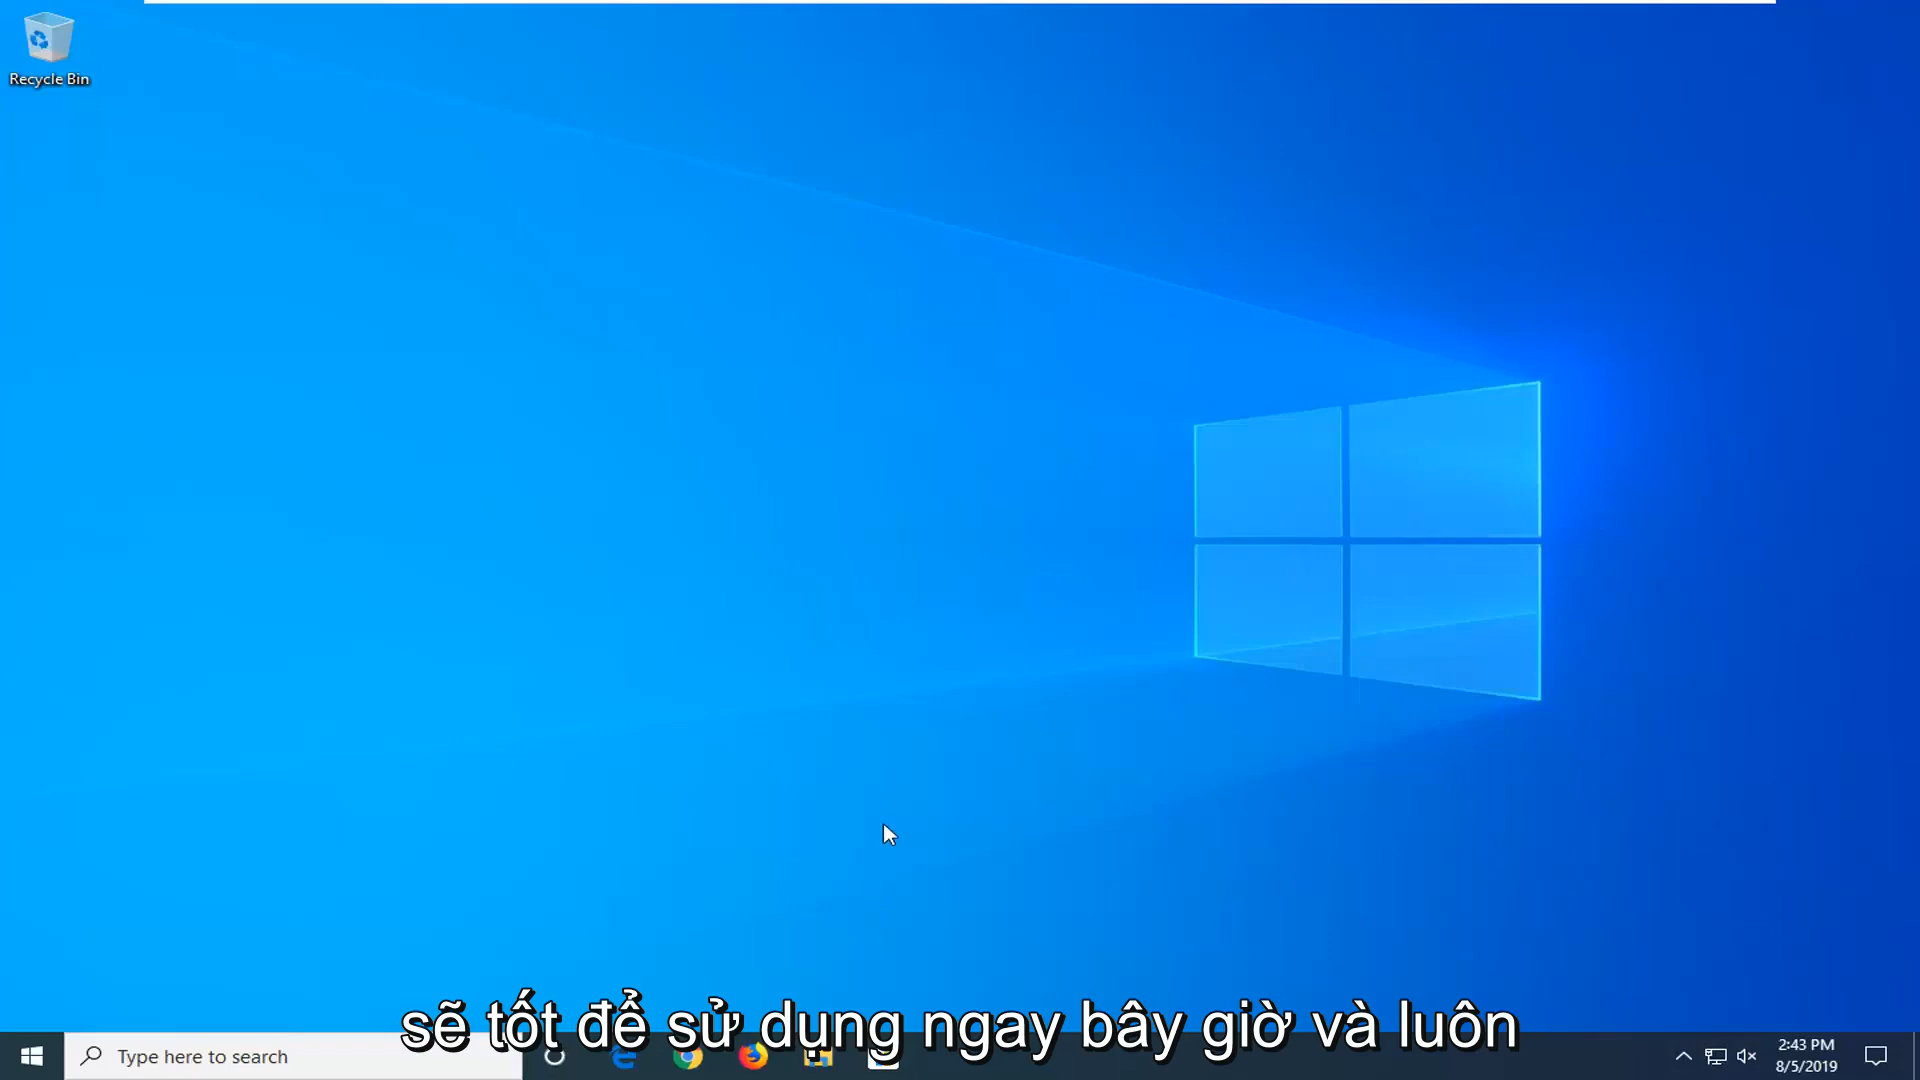 Recycle Bin
sẽ tốt để sử dụng ngay bây giờ và luôn
Type here to search
2:43 PM
8/5/2019